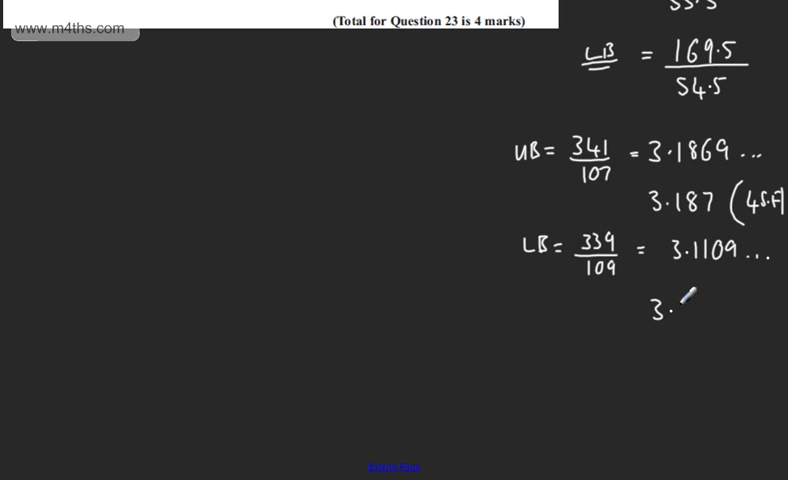 www.m4ths.com
(Total for Question 23 is 4 marks)
LB = 169.5
54.5
UB = 341 = 3.1869...
107
3.187 (4S.F)
LB = 339 = 3.1109...
109
3.